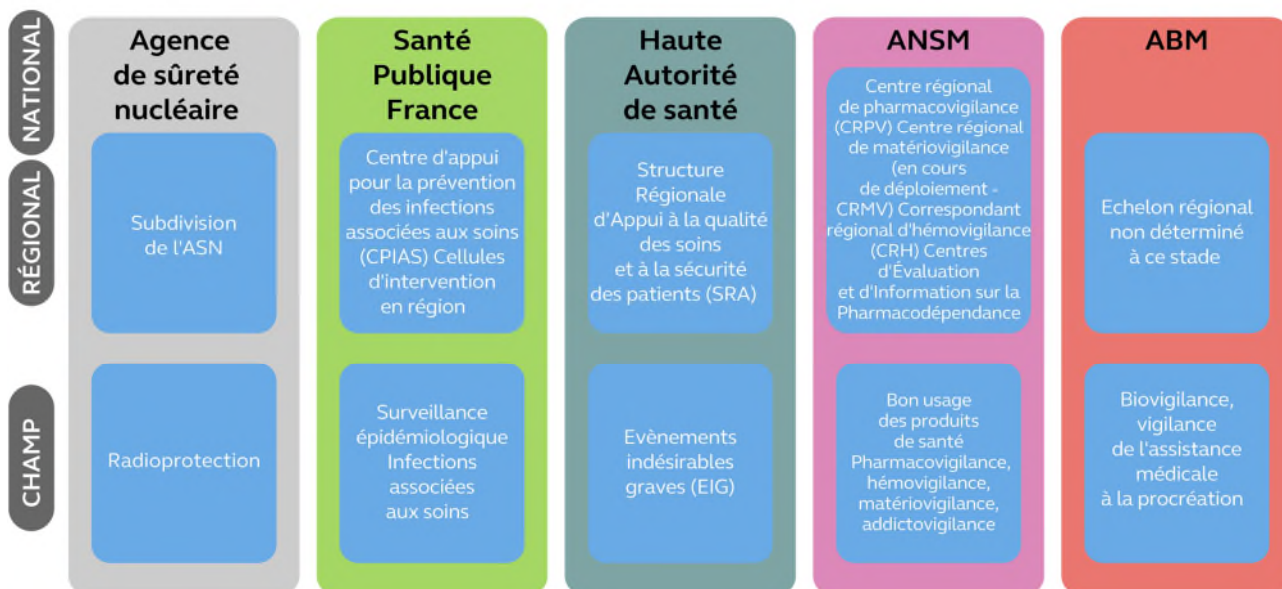 NATIONAL
RÉGIONAL
CHAMP
Agence
de sûreté
nucléaire
Subdivision
de l'ASN
Radioprotection
Santé
Publique
France
Centre d'appui
pour la prévention
des infections
associées aux soins
(CPIAS) Cellules
d'intervention
en région
Surveillance
épidémiologique
Infections
associées
aux soins
Haute
Autorité
de santé
Structure
Régionale
d'Appui à la qualité
des soins
et à la sécurité
des patients (SRA)
Evènements
indésirables
graves (EIG)
ANSM
Centre régional
de pharmacovigilance
(CRPV) Centre régional
de matériovigilance
(en cours
de déploiement -
CRMV) Correspondant
régional d'hémovigilance
(CRH) Centres
d'Évaluation
et d'Information sur la
Pharmacodépendance
Bon usage
des produits
de santé
Pharmacovigilance,
hémovigilance,
matériovigilance,
addictovigilance
ABM
Echelon régional
non déterminé
à ce stade
Biovigilance,
vigilance
de l'assistance
médicale
à la procréation